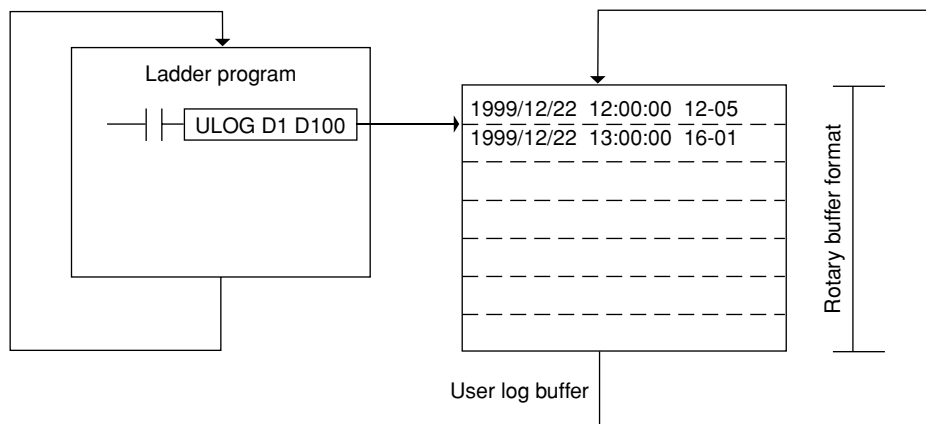 Ladder program
ULOG D1 D100
1999/12/22 12:00:00 12-05
1999/12/22 13:00:00 16-01
Rotary buffer format
User log buffer